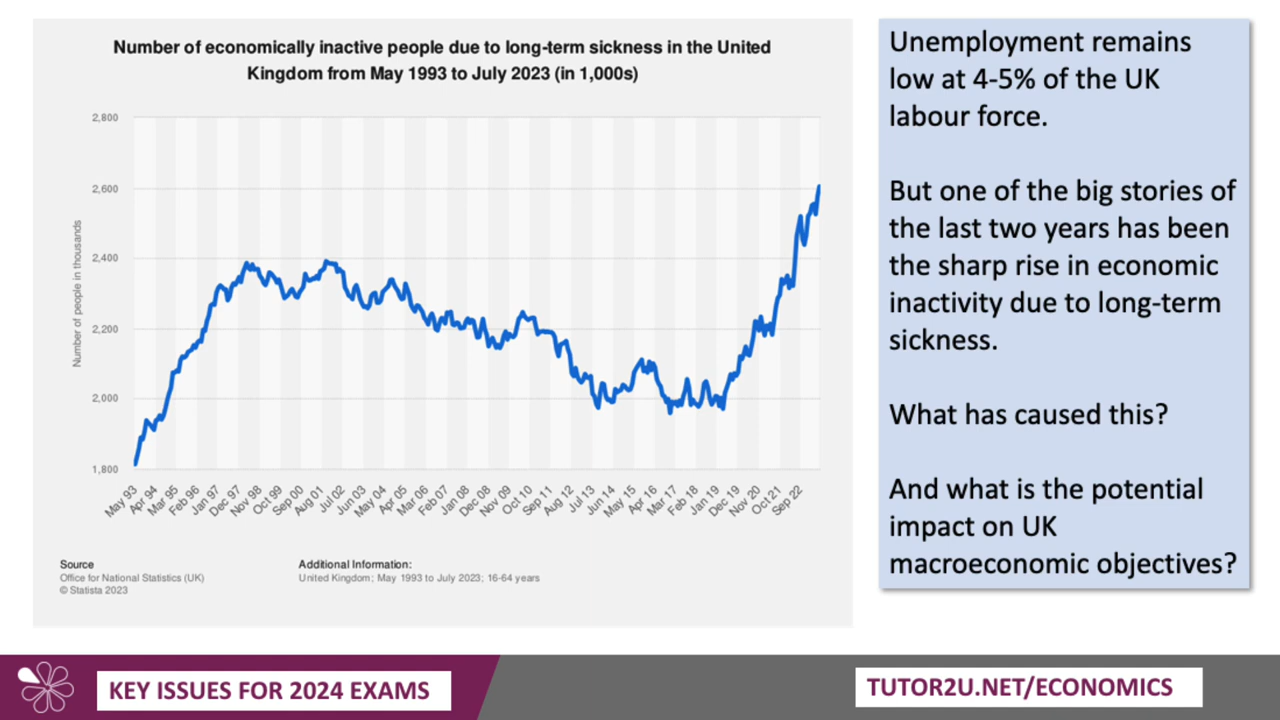 Number of economically inactive people due to long-term sickness in the United
Kingdom from May 1993 to July 2023 (in 1,000s)
2,800
2,600
2,400
2,200
2,000
1,800
Number of people in thousands
May 93
Apr 94
Mar 95
Feb 96
Jan 97
Dec 97
Nov 98
Oct 99
Sep 00
Aug 01
Jul 02
Jun 03
May 04
Apr 05
Mar 06
Feb 07
Jan 08
Dec 08
Nov 09
Oct 10
Sep 11
Aug 12
Jul 13
Jun 14
May 15
Apr 16
Mar 17
Feb 18
Jan 19
Dec 19
Nov 20
Oct 21
Sep 22
Source
Office for National Statistics (UK)
© Statista 2023
Additional Information:
United Kingdom; May 1993 to July 2023; 16-64 years
Unemployment remains
low at 4-5% of the UK
labour force.
But one of the big stories of
the last two years has been
the sharp rise in economic
inactivity due to long-term
sickness.
What has caused this?
And what is the potential
impact on UK
macroeconomic objectives?
KEY ISSUES FOR 2024 EXAMS
TUTOR2U.NET/ECONOMICS